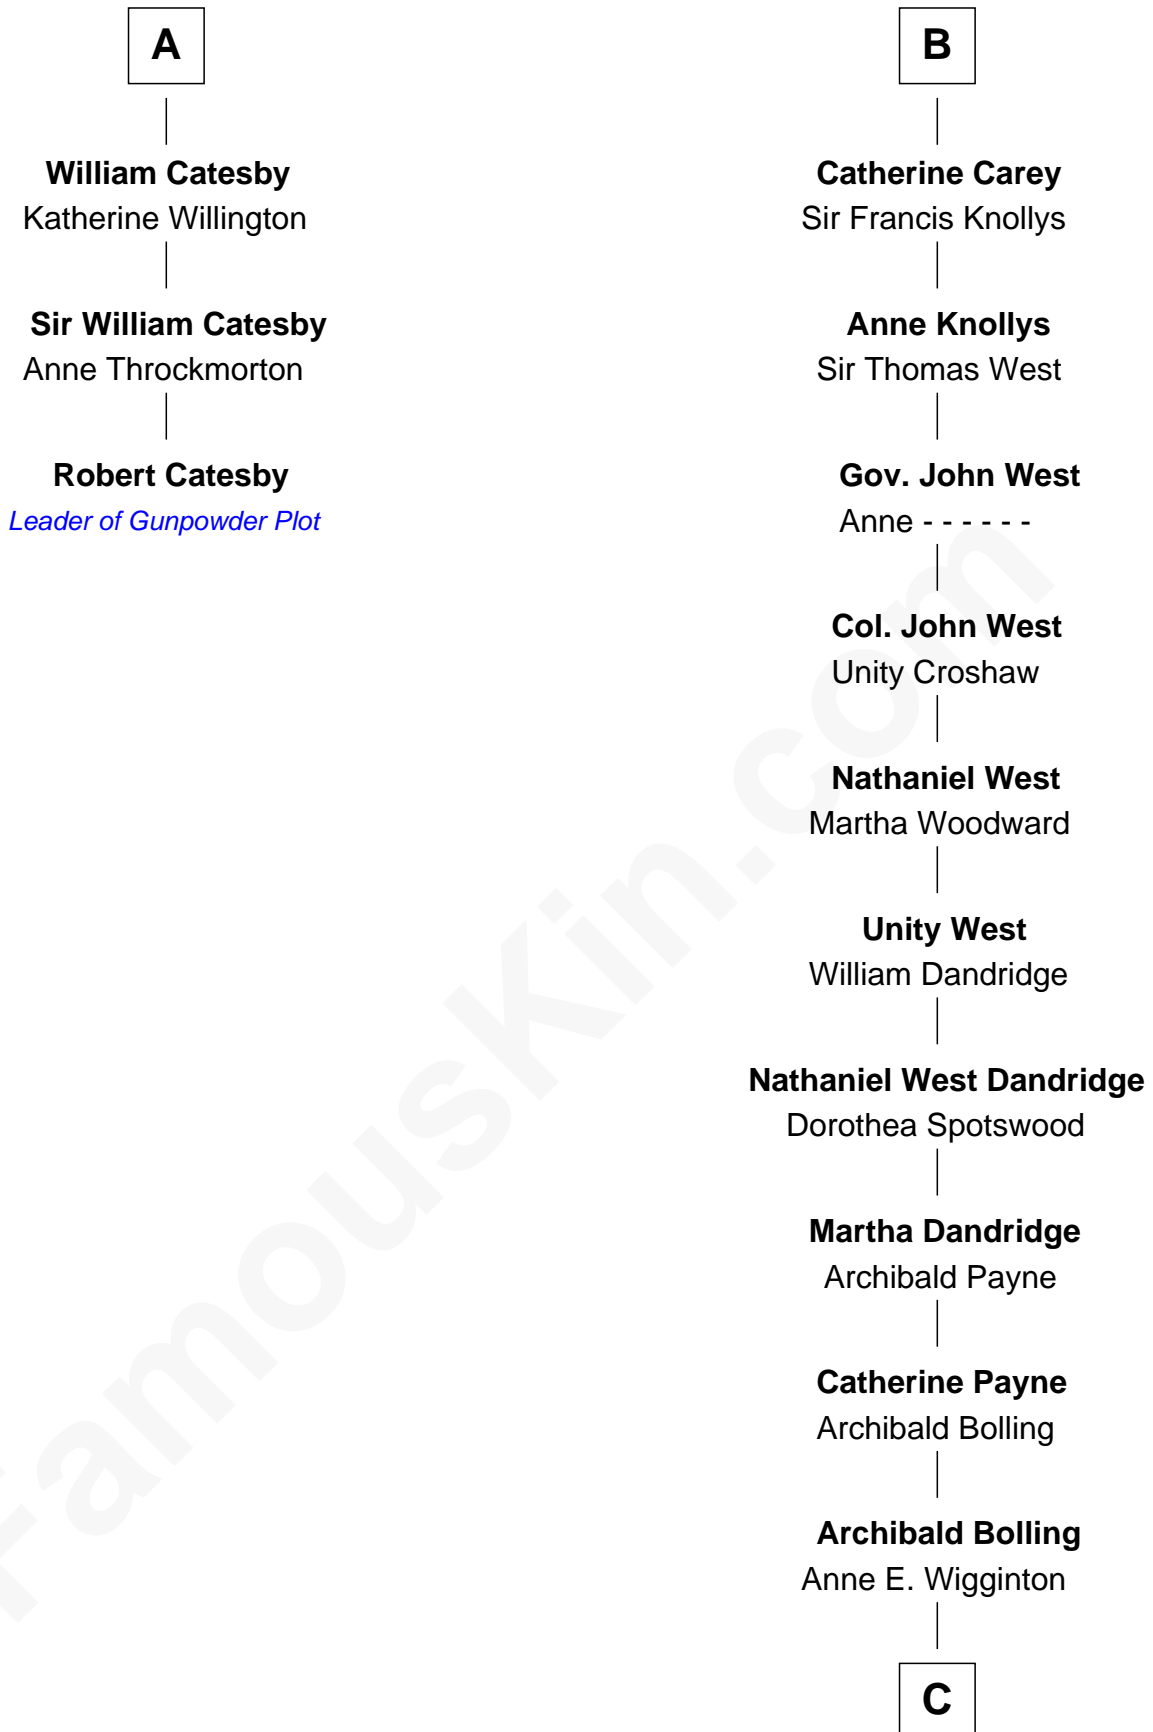 A
William Catesby
Katherine Willington
Sir William Catesby
Anne Throckmorton
Robert Catesby
Leader of Gunpowder Plot
B
Catherine Carey
Sir Francis Knollys
Anne Knollys
Sir Thomas West
Gov. John West
Anne - - - - - -
Col. John West
Unity Croshaw
Nathaniel West
Martha Woodward
Unity West
William Dandridge
Nathaniel West Dandridge
Dorothea Spotswood
Martha Dandridge
Archibald Payne
Catherine Payne
Archibald Bolling
Archibald Bolling
Anne E. Wigginton
C
FamousKin.com